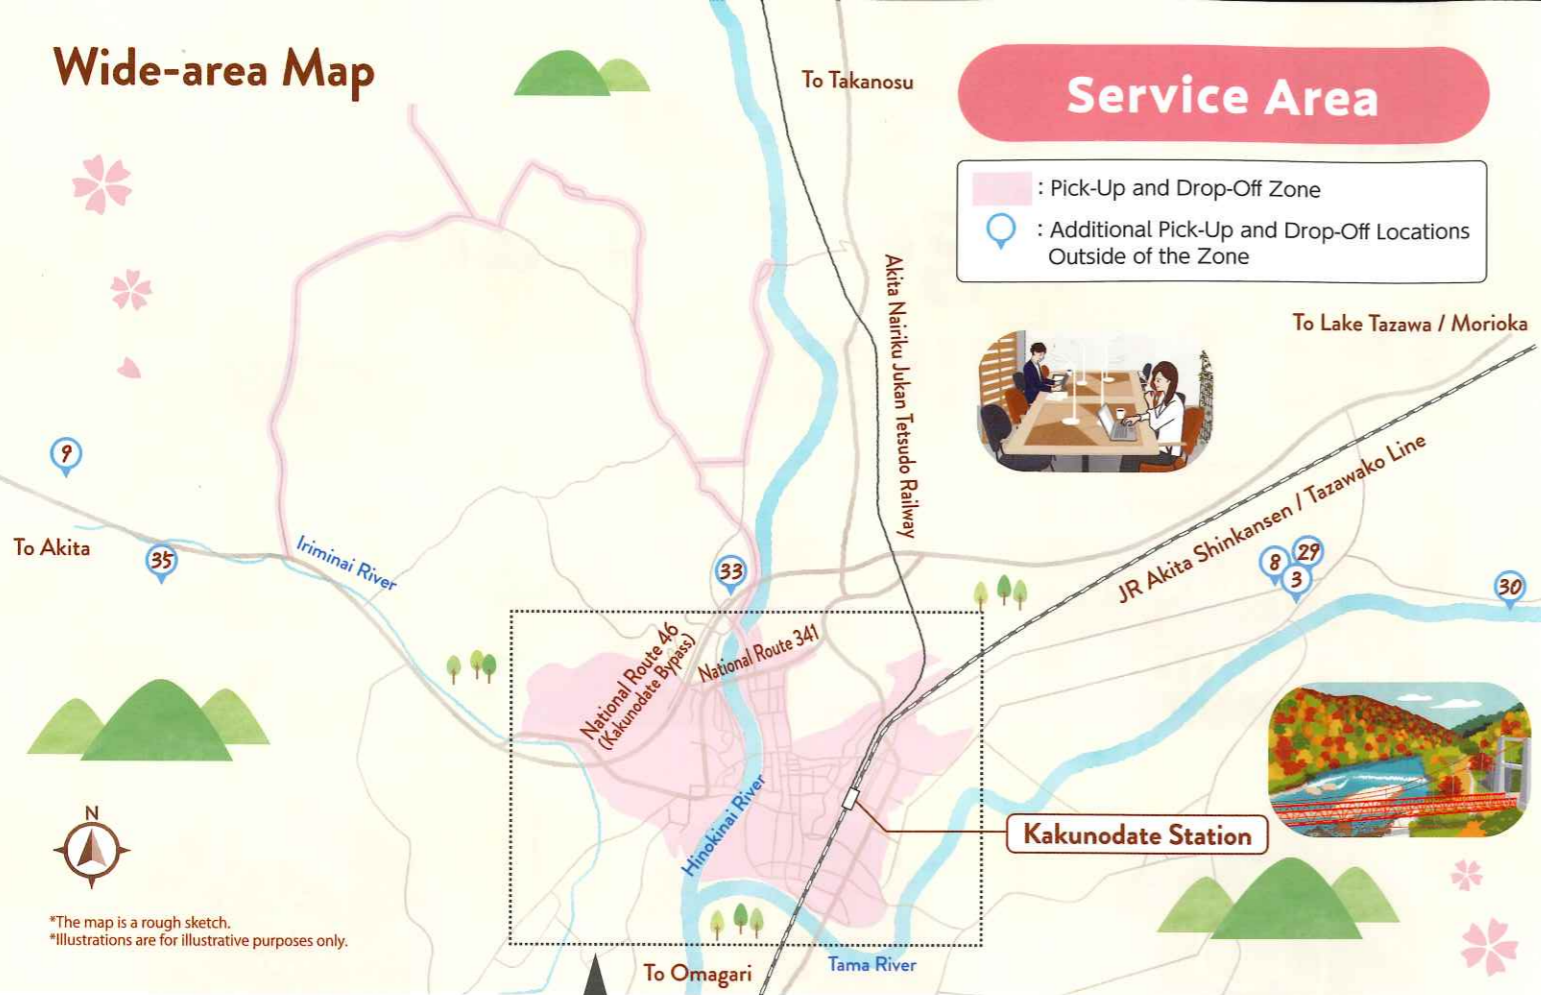 Wide-area Map
To Takanosu
Service Area
: Pick-Up and Drop-Off Zone
: Additional Pick-Up and Drop-Off Locations
Outside of the Zone
To Lake Tazawa / Morioka
Akita Nairiku Jukan Tetsudo Railway
JR Akita Shinkansen / Tazawako Line
9
To Akita
35
Iriminai River
33
8
29
3
30
National Route 46
(Kakunodate Bypass)
National Route 341
Hinokinai River
Kakunodate Station
N
*The map is a rough sketch.
*Illustrations are for illustrative purposes only.
To Omagari
Tama River